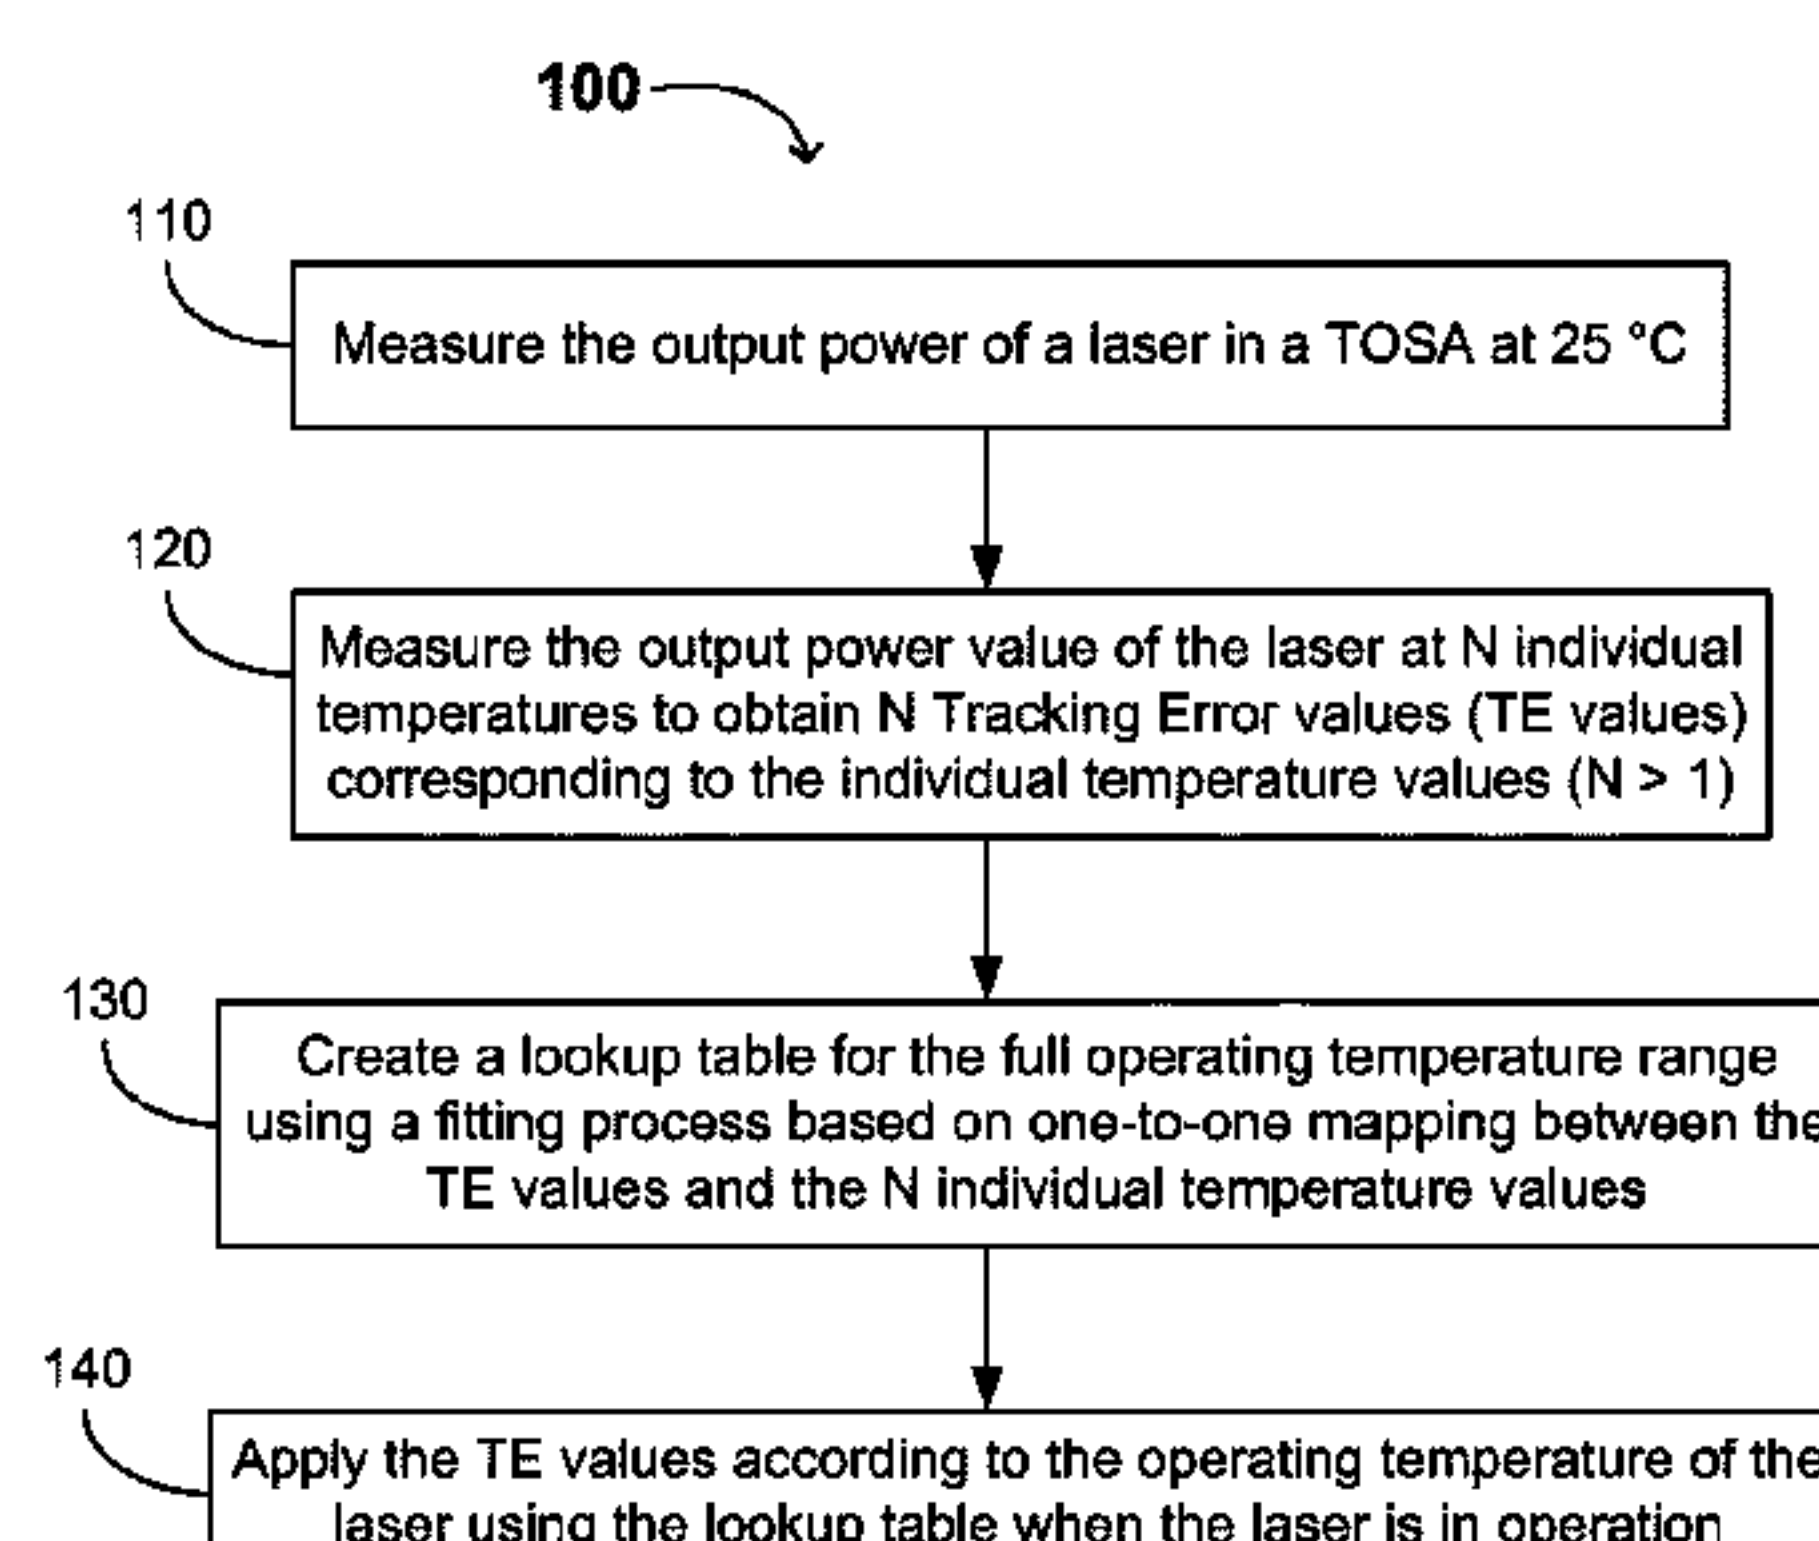 100
110
Measure the output power of a laser in a TOSA at 25 °C
120
Measure the output power value of the laser at N individual
temperatures to obtain N Tracking Error values (TE values)
corresponding to the individual temperature values (N > 1)
130
Create a lookup table for the full operating temperature range
using a fitting process based on one-to-one mapping between the
TE values and the N individual temperature values
140
Apply the TE values according to the operating temperature of the
laser using the lookup table when the laser is in operation